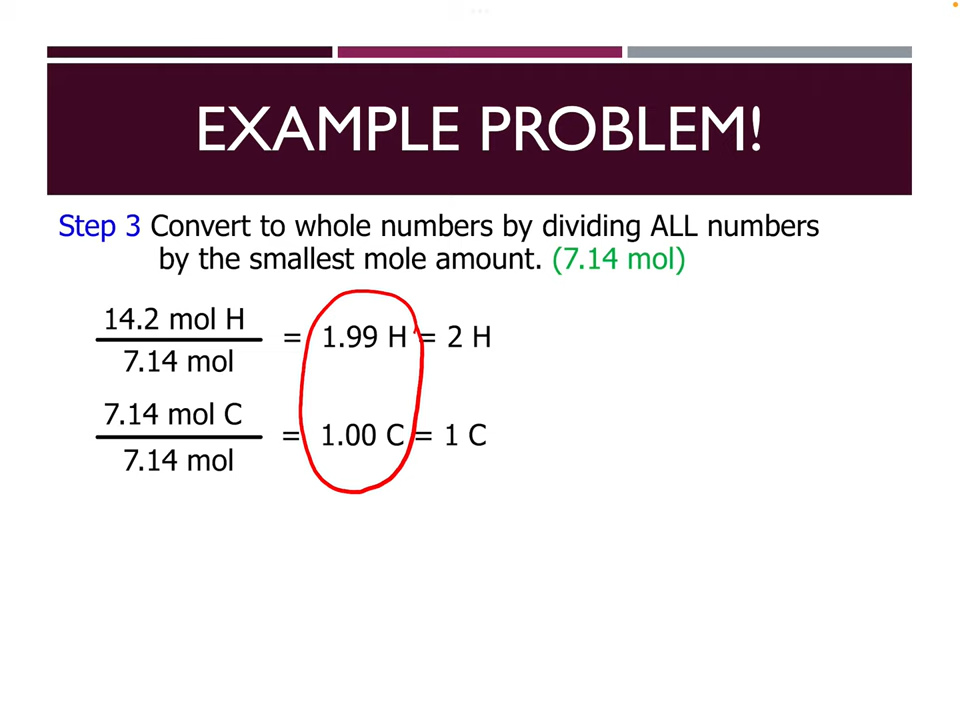 EXAMPLE PROBLEM!
Step 3 Convert to whole numbers by dividing ALL numbers
by the smallest mole amount. (7.14 mol)
14.2 mol H
7.14 mol
= 1.99 H = 2 H
7.14 mol C
7.14 mol
= 1.00 C = 1 C